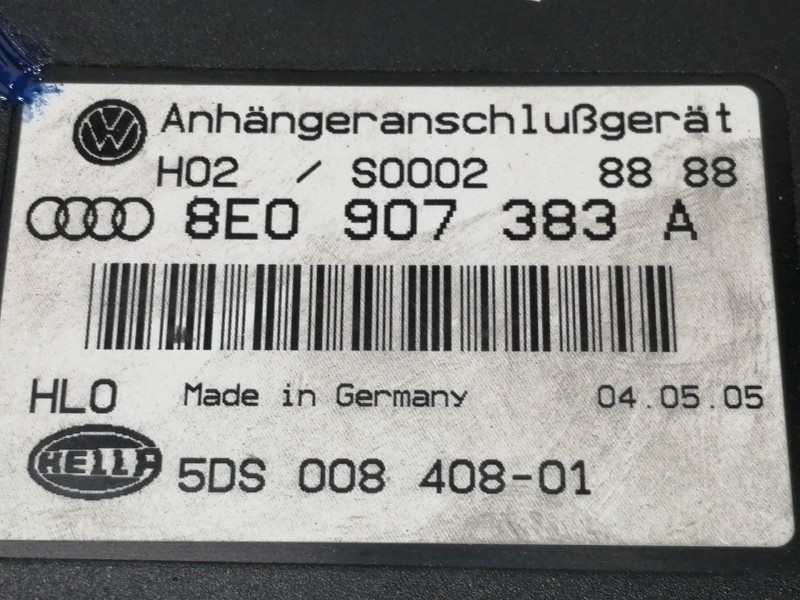 Anhängeranschlußgerät
H02 / S0002 88 88
8E0 907 383 A
HLO Made in Germany 04.05.05
HELLA 5DS 008 408-01